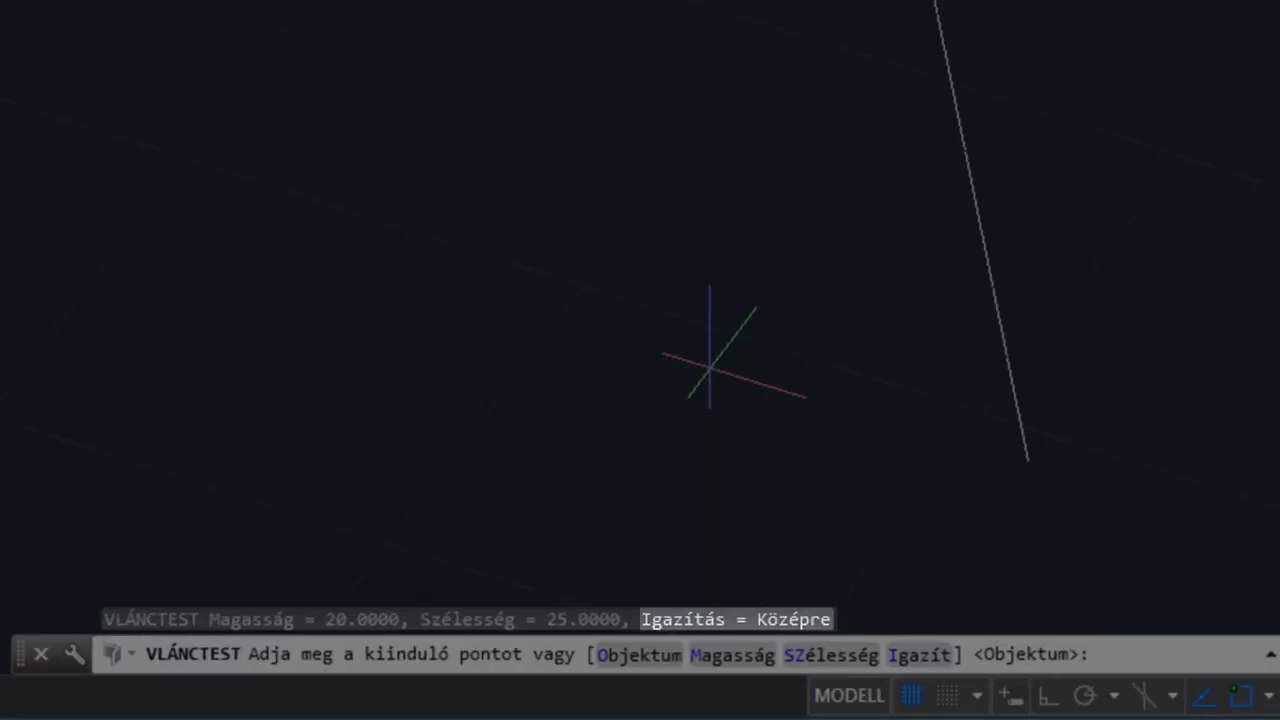 VLÁNCTEST Magasság = 20.0000, Szélesség = 25.0000, Igazítás = Középre
VLÁNCTEST Adja meg a kiinduló pontot vagy [Objektum Magasság SZélesség Igazít] <Objektum>:
MODELL